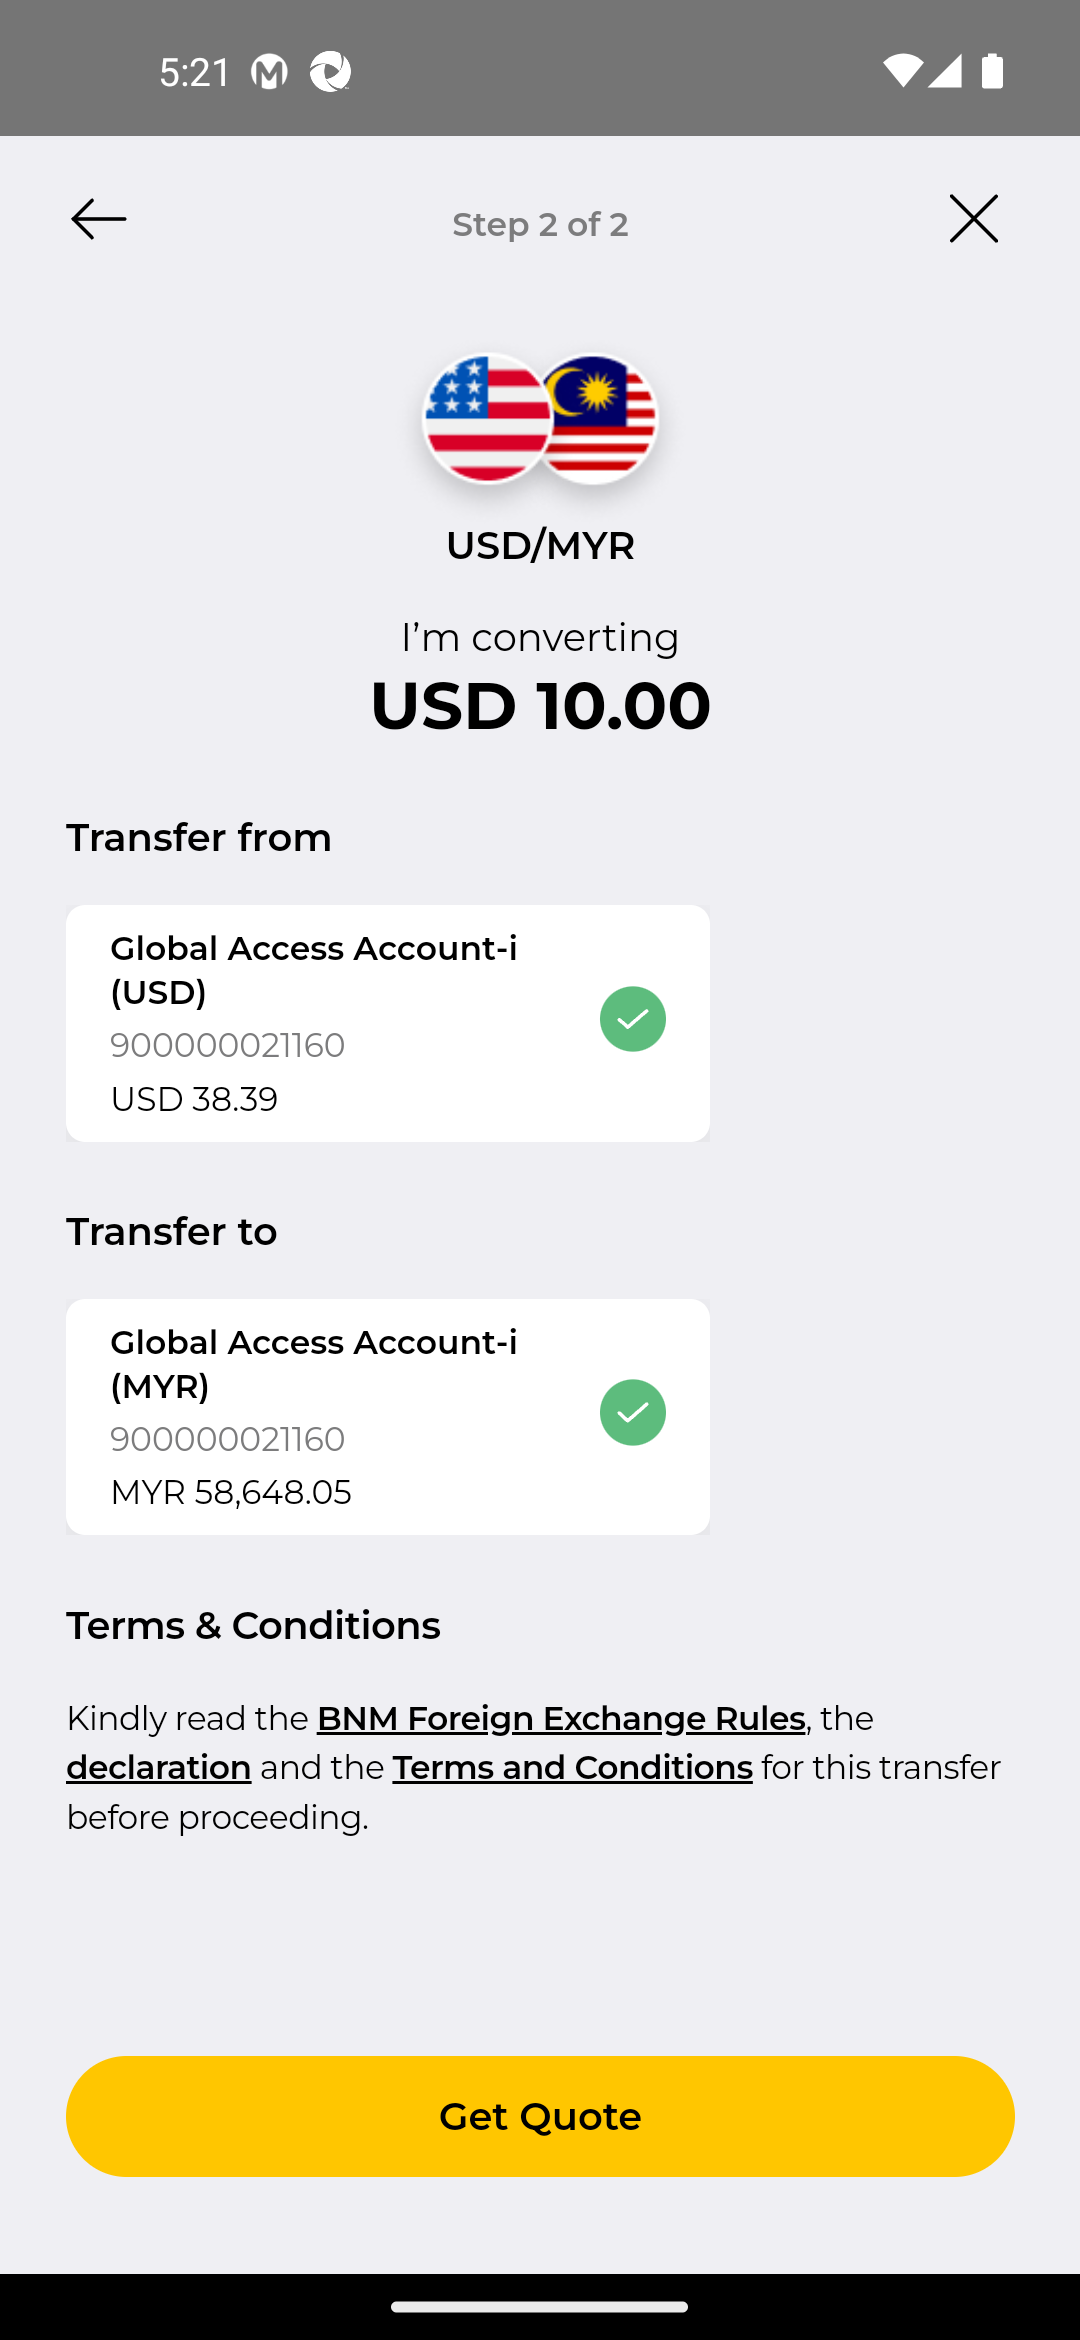 5:21
Step 2 of 2
USD/MYR
I’m converting
USD 10.00
Transfer from
Global Access Account-i
(USD)
900000021160
USD 38.39
Transfer to
Global Access Account-i
(MYR)
900000021160
MYR 58,648.05
Terms & Conditions
Kindly read the BNM Foreign Exchange Rules, the
declaration and the Terms and Conditions for this transfer
before proceeding.
Get Quote